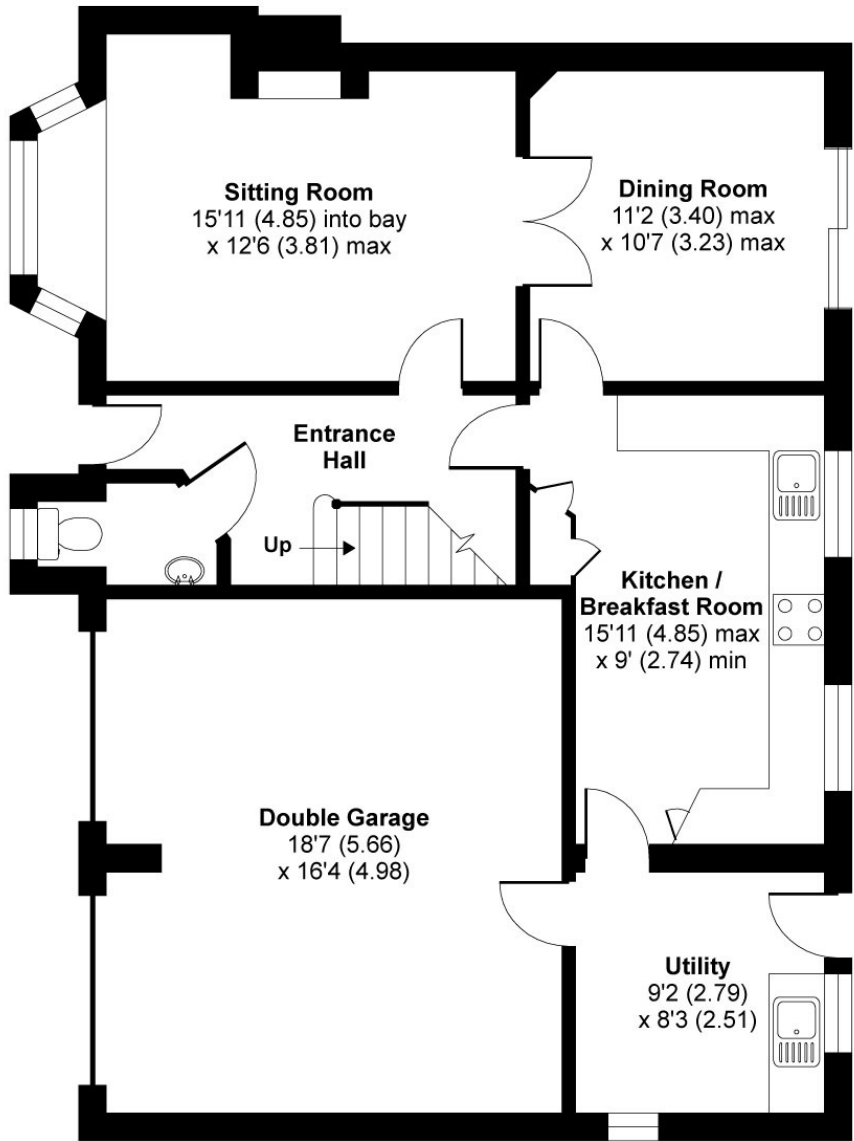 Sitting Room
15'11 (4.85) into bay
x 12'6 (3.81) max
Dining Room
11'2 (3.40) max
x 10'7 (3.23) max
Entrance
Hall
Up
Kitchen /
Breakfast Room
15'11 (4.85) max
x 9' (2.74) min
Double Garage
18'7 (5.66)
x 16'4 (4.98)
Utility
9'2 (2.79)
x 8'3 (2.51)